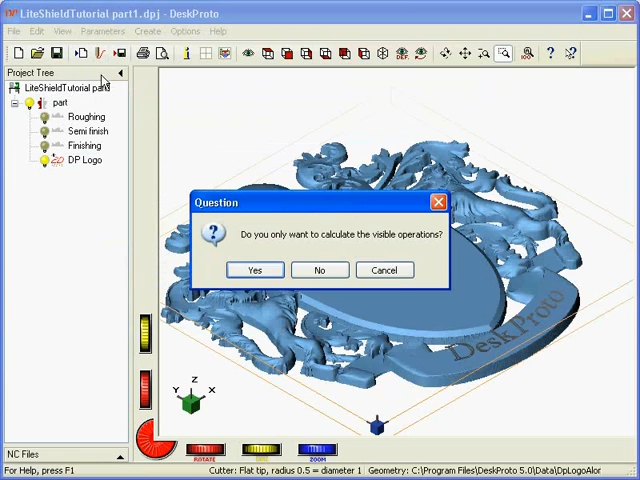 LiteShieldTutorial part1.dpj - DeskProto
File Edit View Parameters Create Options Help
Project Tree
LiteShieldTutorial part
part
Roughing
Semi finish
Finishing
DP Logo
Question
Do you only want to calculate the visible operations?
Yes No Cancel
DeskProto
Z
Y X
ROTATE ZOOM
NC Files
For Help, press F1 Cutter: Flat tip, radius 0.5 = diameter 1 Geometry: C:\Program Files\DeskProto 5.0\Data\DpLogoAlor